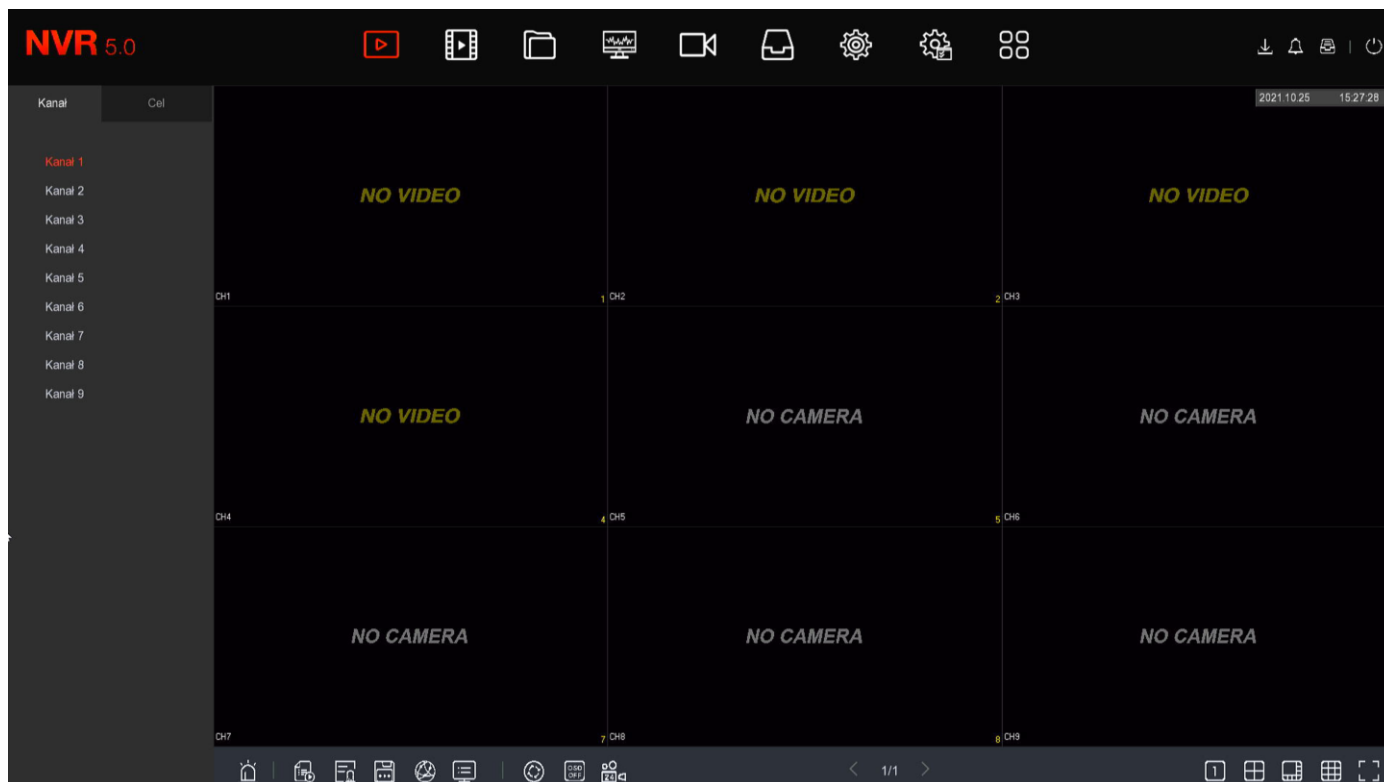 NVR 5.0
Kanał
Cel
2021.10.25 15:27:28
Kanał 1
Kanał 2
Kanał 3
Kanał 4
Kanał 5
Kanał 6
Kanał 7
Kanał 8
Kanał 9
NO VIDEO
NO VIDEO
NO VIDEO
CH1
1 CH2
2 CH3
NO VIDEO
NO CAMERA
NO CAMERA
CH4
4 CH5
5 CH6
NO CAMERA
NO CAMERA
NO CAMERA
CH7
7 CH8
8 CH9
OSD
OFF
1/1
1